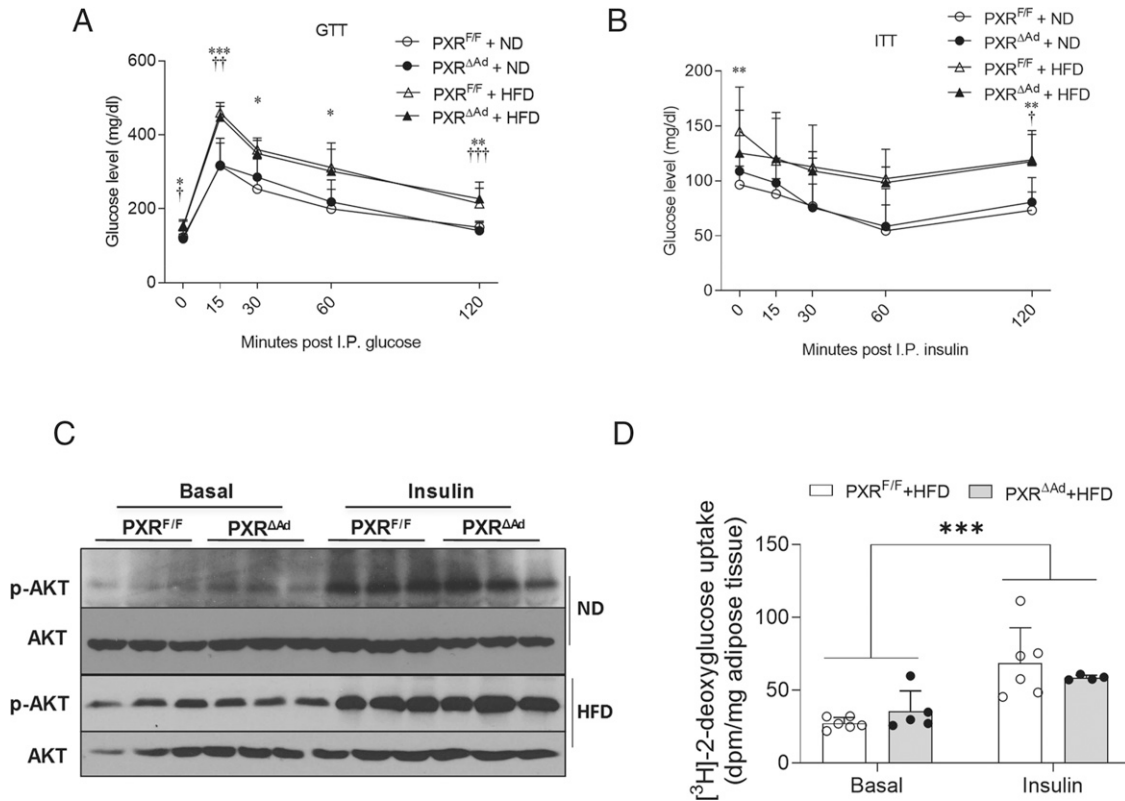 A
GTT
PXR^F/F + ND
PXR^ΔAd + ND
PXR^F/F + HFD
PXR^ΔAd + HFD
Glucose level (mg/dl)
600
400
200
0
*
†
***
††
*
*
**
†††
0
15
30
60
120
Minutes post I.P. glucose
B
ITT
PXR^F/F + ND
PXR^ΔAd + ND
PXR^F/F + HFD
PXR^ΔAd + HFD
Glucose level (mg/dl)
200
150
100
50
0
**
**
†
0
15
30
60
120
Minutes post I.P. insulin
C
Basal Insulin
PXR^F/F PXR^ΔAd PXR^F/F PXR^ΔAd
p-AKT
AKT
ND
p-AKT
AKT
HFD
D
PXR^F/F+HFD PXR^ΔAd+HFD
[³H]-2-deoxyglucose uptake
(dpm/mg adipose tissue)
150
100
50
0
***
Basal Insulin